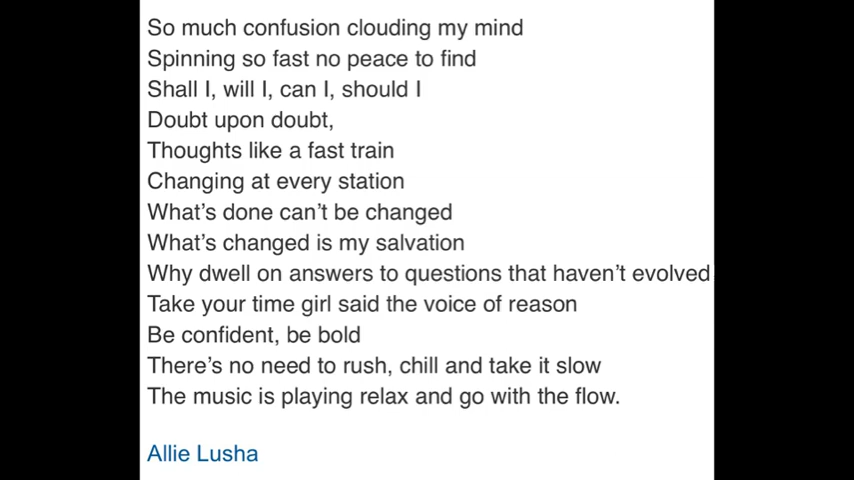 So much confusion clouding my mind
Spinning so fast no peace to find
Shall I, will I, can I, should I
Doubt upon doubt,
Thoughts like a fast train
Changing at every station
What's done can't be changed
What's changed is my salvation
Why dwell on answers to questions that haven't evolved
Take your time girl said the voice of reason
Be confident, be bold
There's no need to rush, chill and take it slow
The music is playing relax and go with the flow.
Allie Lusha